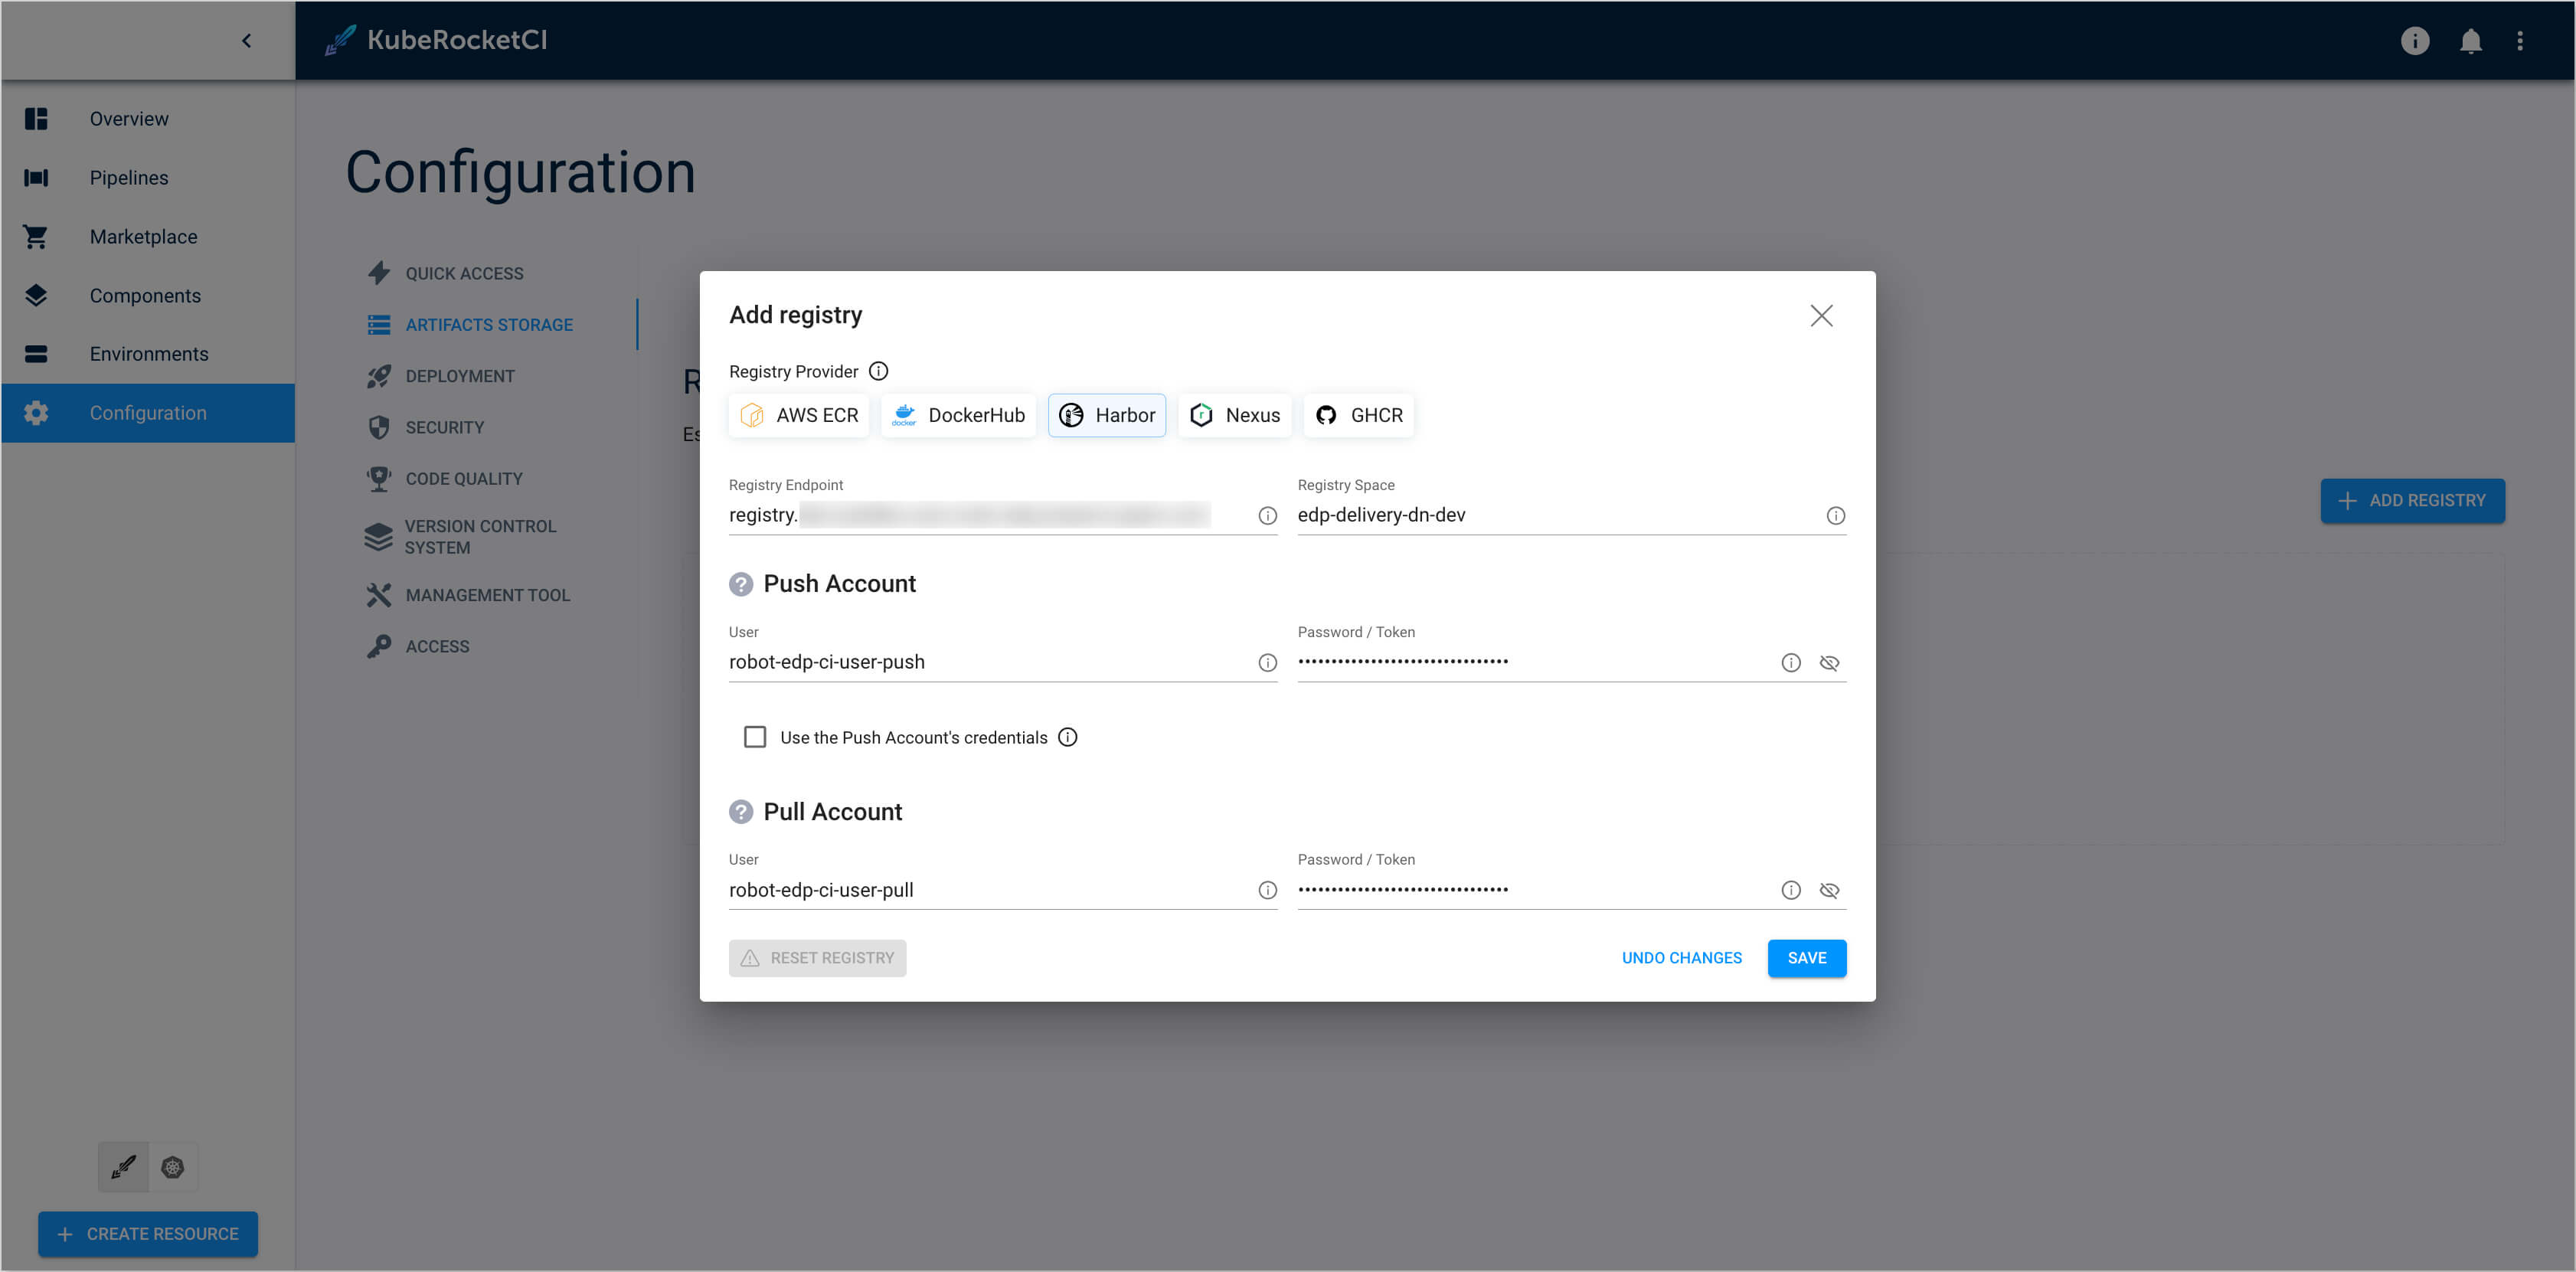 KubeRocketCI
Overview
Pipelines
Marketplace
Components
Environments
Configuration
CREATE RESOURCE
Configuration
QUICK ACCESS
ARTIFACTS STORAGE
DEPLOYMENT
SECURITY
CODE QUALITY
VERSION CONTROL
SYSTEM
MANAGEMENT TOOL
ACCESS
ADD REGISTRY
Add registry
Registry Provider
AWS ECR
docker DockerHub
Harbor
Nexus
GHCR
Registry Endpoint
registry.
Registry Space
edp-delivery-dn-dev
Push Account
User
robot-edp-ci-user-push
Password / Token
•••••••••••••••••••••••••••••••
Use the Push Account's credentials
Pull Account
User
robot-edp-ci-user-pull
Password / Token
•••••••••••••••••••••••••••••••
RESET REGISTRY
UNDO CHANGES
SAVE